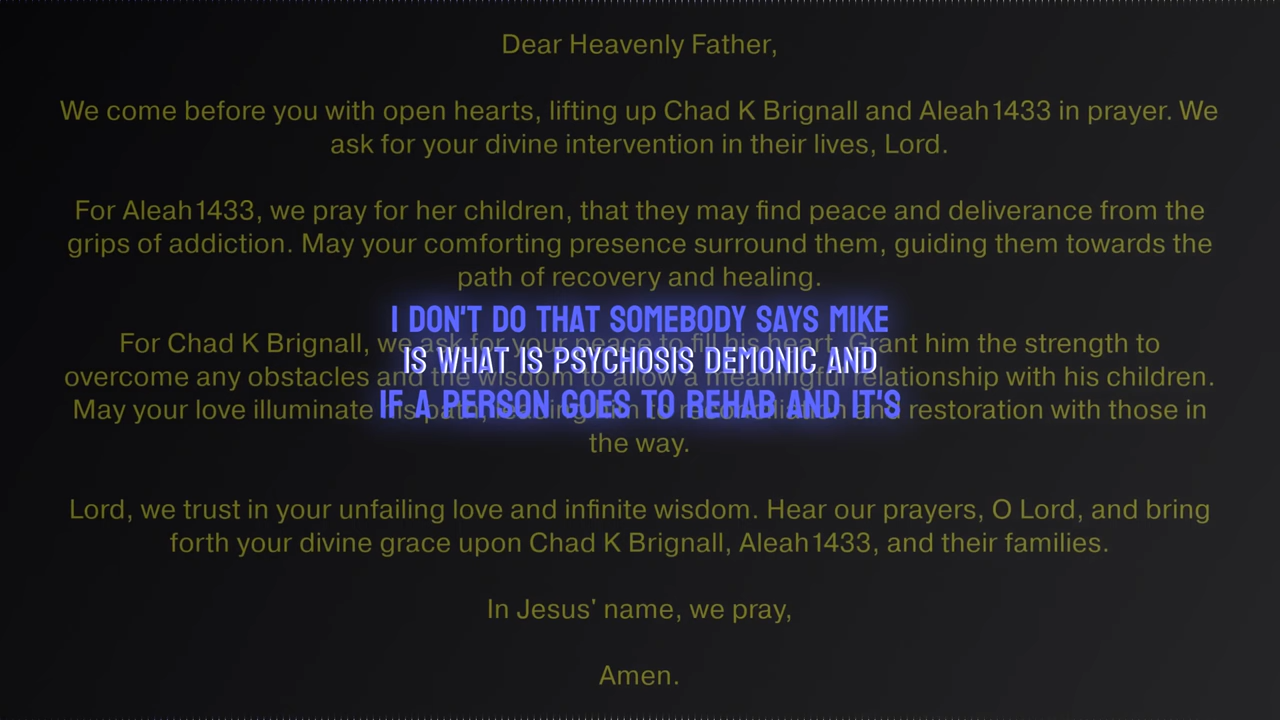 Dear Heavenly Father,
We come before you with open hearts, lifting up Chad K Brignall and Aleah1433 in prayer. We
ask for your divine intervention in their lives, Lord.
For Aleah1433, we pray for her children, that they may find peace and deliverance from the
grips of addiction. May your comforting presence surround them, guiding them towards the
path of recovery and healing.
I DON'T DO THAT SOMEBODY SAYS MIKE
For Chad K Brignall, we ask for your peace to fill his heart. Grant him the strength to
IS WHAT IS PSYCHOSIS DEMONIC AND
overcome any obstacles and the wisdom to allow a meaningful relationship with his children.
IF A PERSON GOES TO REHAB AND IT'S
May your love illuminate his path, leading him to reconciliation and restoration with those in
the way.
Lord, we trust in your unfailing love and infinite wisdom. Hear our prayers, O Lord, and bring
forth your divine grace upon Chad K Brignall, Aleah1433, and their families.
In Jesus' name, we pray,
Amen.